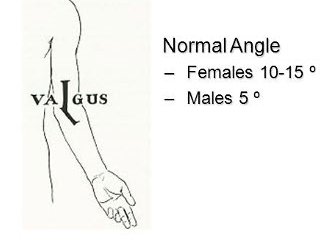 VALGUS
Normal Angle
– Females 10-15 º
– Males 5 º